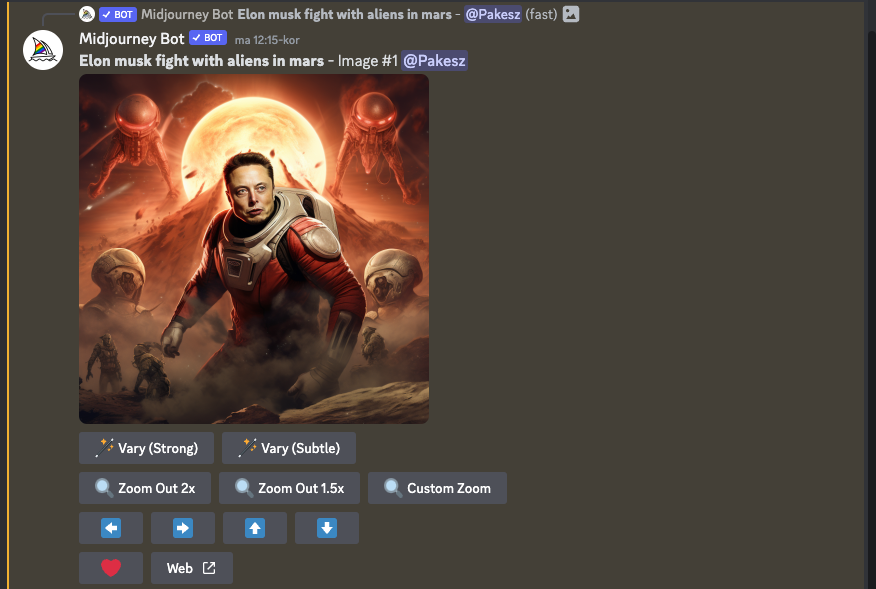 ✓ BOT Midjourney Bot Elon musk fight with aliens in mars - @Pakesz (fast)
Midjourney Bot ✓ BOT ma 12:15-kor
Elon musk fight with aliens in mars - Image #1 @Pakesz
Vary (Strong) Vary (Subtle)
Zoom Out 2x Zoom Out 1.5x Custom Zoom
Web